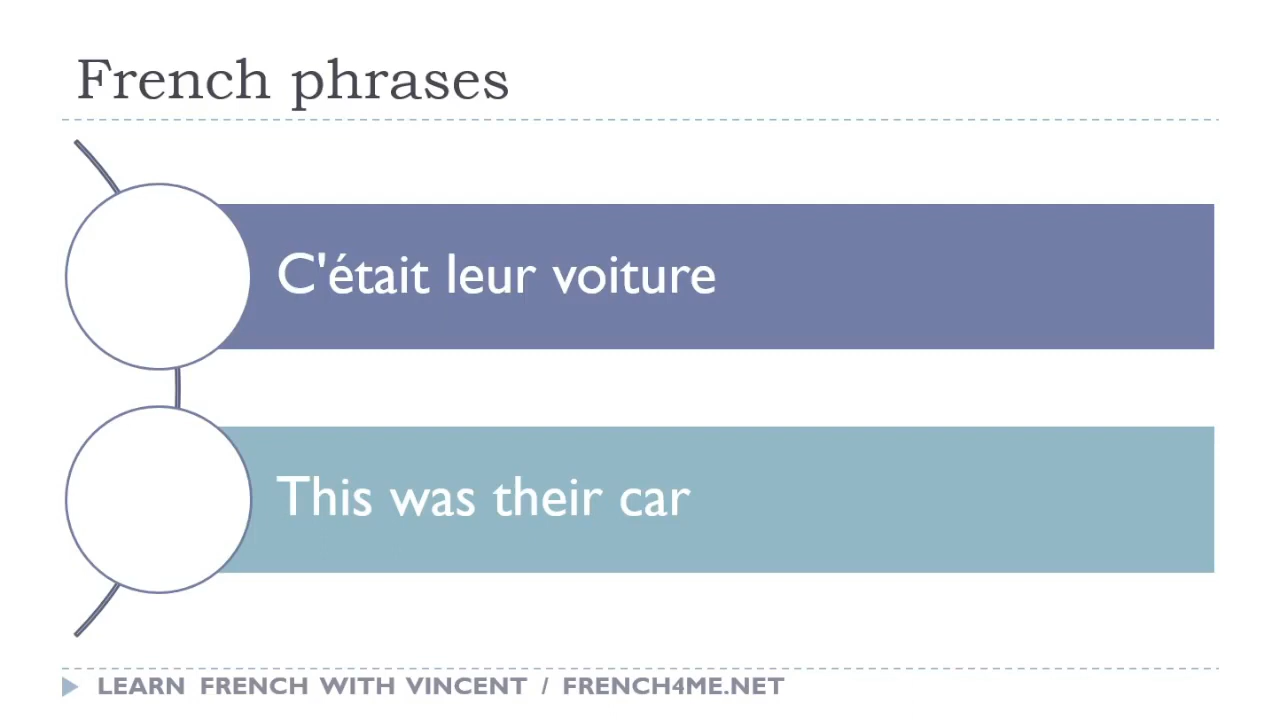 French phrases
C'était leur voiture
This was their car
LEARN FRENCH WITH VINCENT / FRENCH4ME.NET